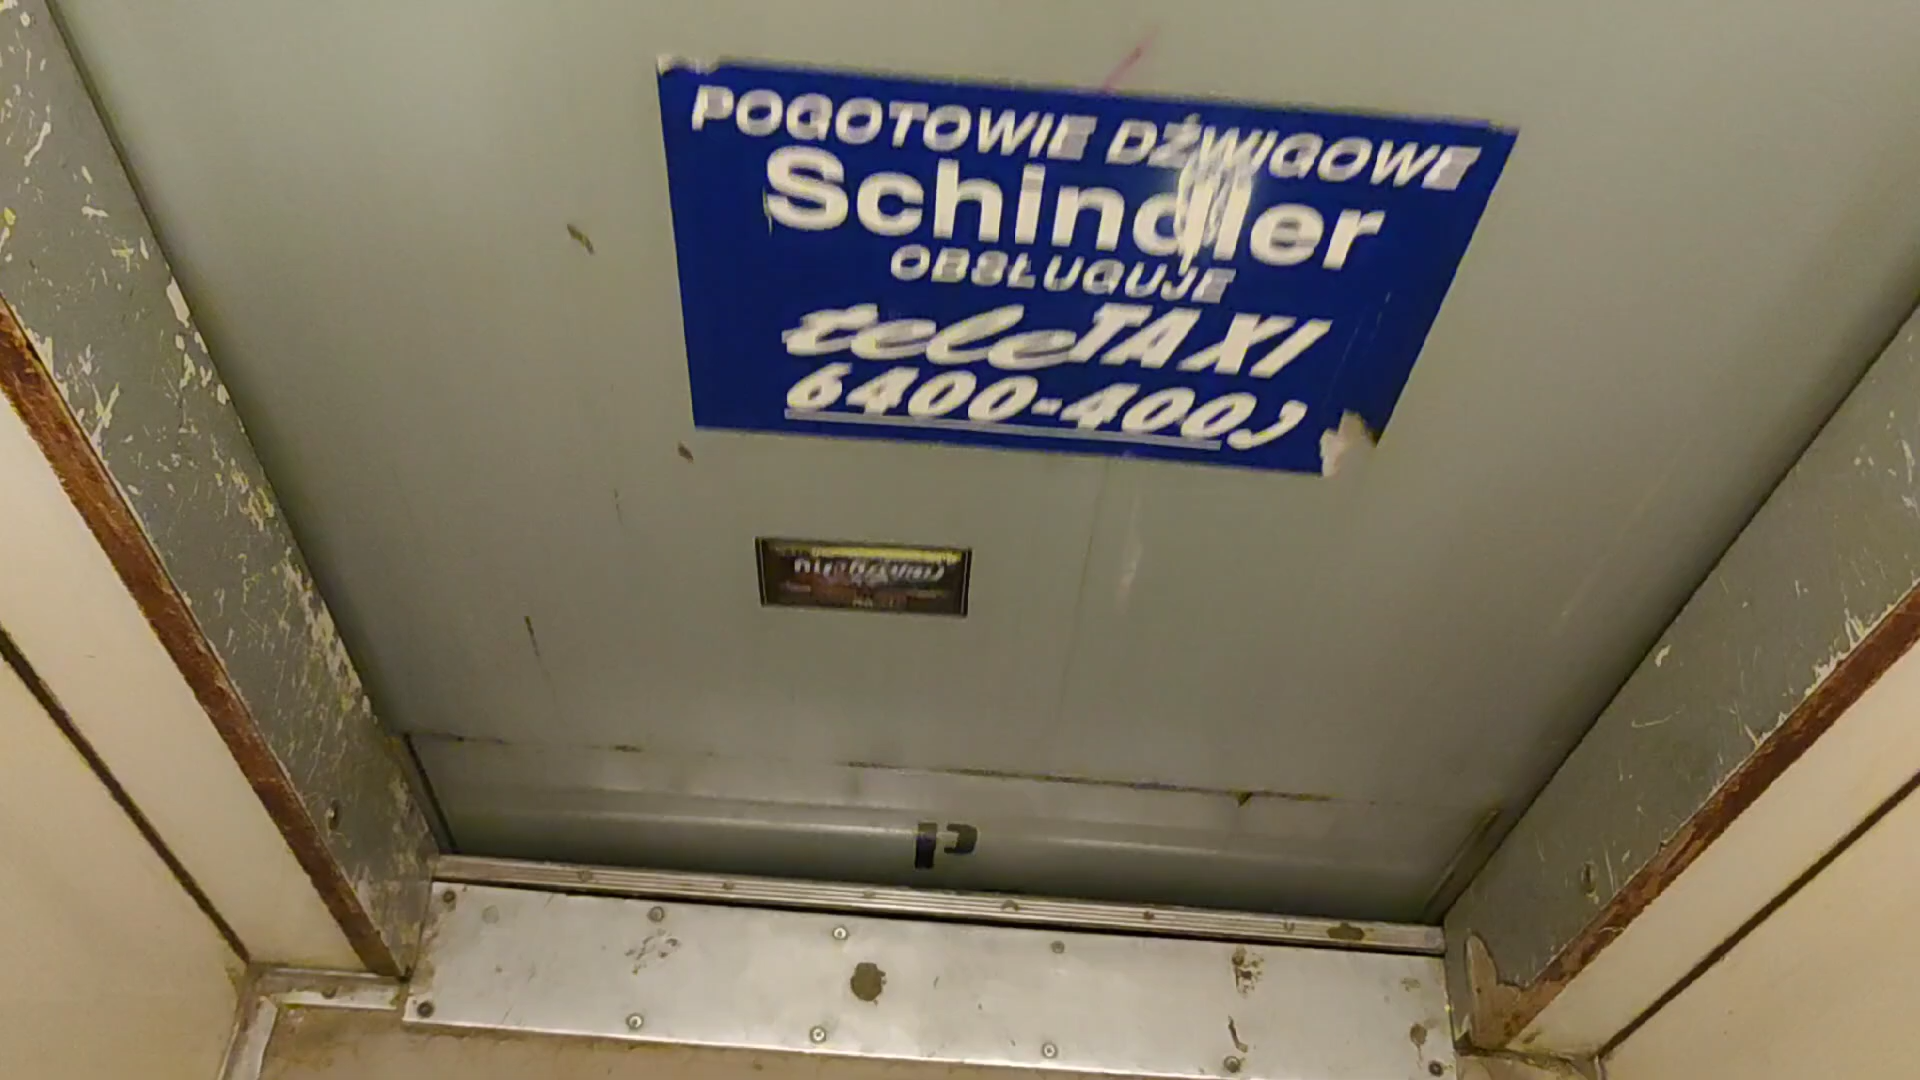 POGOTOWIE DŹWIGOWE
Schindler
OBSŁUGUJE
teleTAXI
6400-400